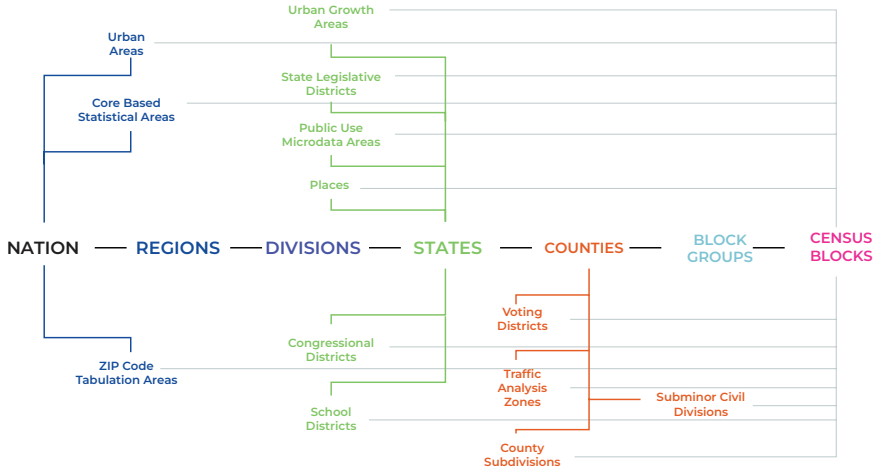 Urban Growth
Areas
Urban
Areas
State Legislative
Districts
Core Based
Statistical Areas
Public Use
Microdata Areas
Places
NATION
REGIONS
DIVISIONS
STATES
COUNTIES
BLOCK
GROUPS
CENSUS
BLOCKS
Voting
Districts
Congressional
Districts
ZIP Code
Tabulation Areas
Traffic
Analysis
Zones
Subminor Civil
Divisions
School
Districts
County
Subdivisions